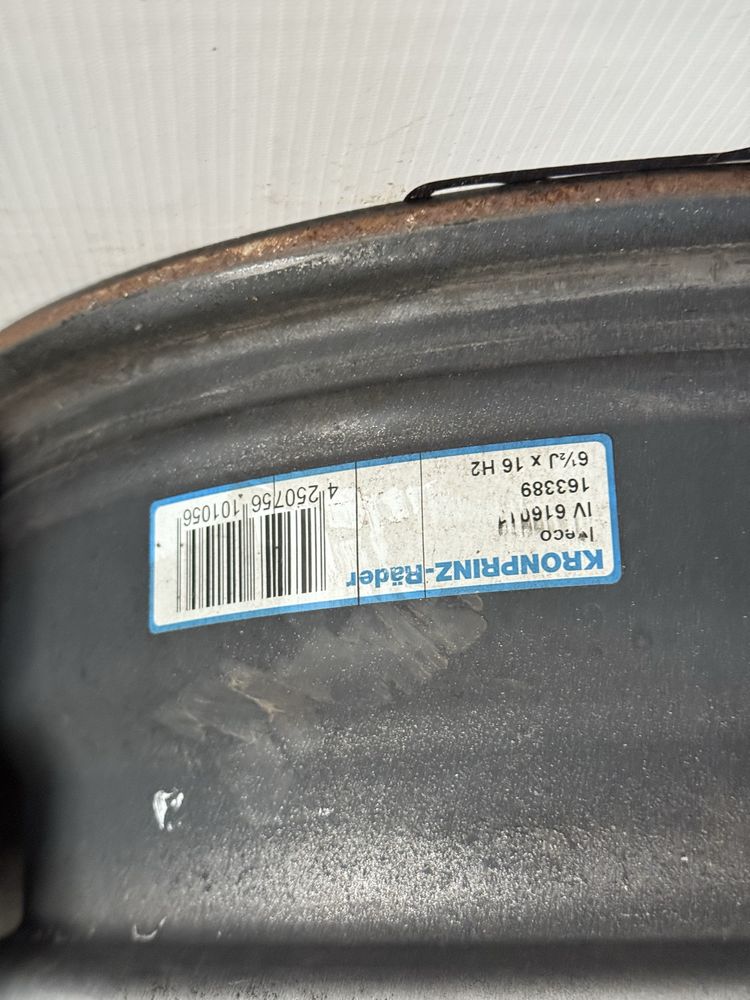 KRONPRINZ-Räder
Iveco
IV 616014
163389
6½J x 16 H2
4 250756 101056